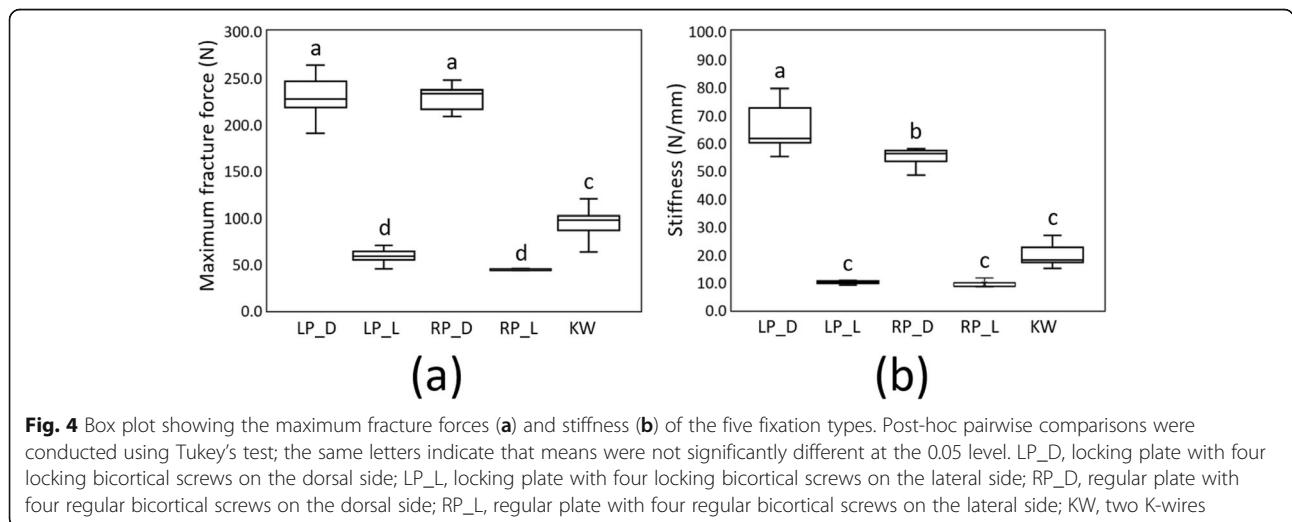 300.0
250.0
200.0
150.0
100.0
50.0
0.0
Maximum fracture force (N)
a
d
a
d
c
LP_D LP_L RP_D RP_L KW
(a)
100.0
90.0
80.0
70.0
60.0
50.0
40.0
30.0
20.0
10.0
0.0
Stiffness (N/mm)
a
c
b
c
c
LP_D LP_L RP_D RP_L KW
(b)
Fig. 4 Box plot showing the maximum fracture forces (a) and stiffness (b) of the five fixation types. Post-hoc pairwise comparisons were
conducted using Tukey's test; the same letters indicate that means were not significantly different at the 0.05 level. LP_D, locking plate with four
locking bicortical screws on the dorsal side; LP_L, locking plate with four locking bicortical screws on the lateral side; RP_D, regular plate with
four regular bicortical screws on the dorsal side; RP_L, regular plate with four regular bicortical screws on the lateral side; KW, two K-wires